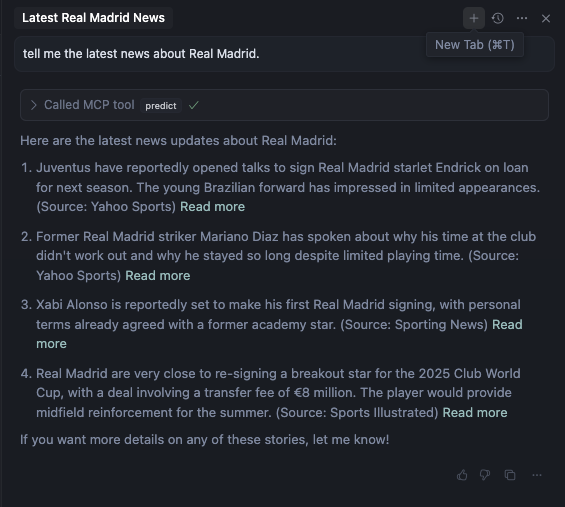 Latest Real Madrid News
New Tab (⌘T)
tell me the latest news about Real Madrid.
Called MCP tool predict
Here are the latest news updates about Real Madrid:
1. Juventus have reportedly opened talks to sign Real Madrid starlet Endrick on loan
for next season. The young Brazilian forward has impressed in limited appearances.
(Source: Yahoo Sports) Read more
2. Former Real Madrid striker Mariano Diaz has spoken about why his time at the club
didn't work out and why he stayed so long despite limited playing time. (Source:
Yahoo Sports) Read more
3. Xabi Alonso is reportedly set to make his first Real Madrid signing, with personal
terms already agreed with a former academy star. (Source: Sporting News) Read
more
4. Real Madrid are very close to re-signing a breakout star for the 2025 Club World
Cup, with a deal involving a transfer fee of €8 million. The player would provide
midfield reinforcement for the summer. (Source: Sports Illustrated) Read more
If you want more details on any of these stories, let me know!